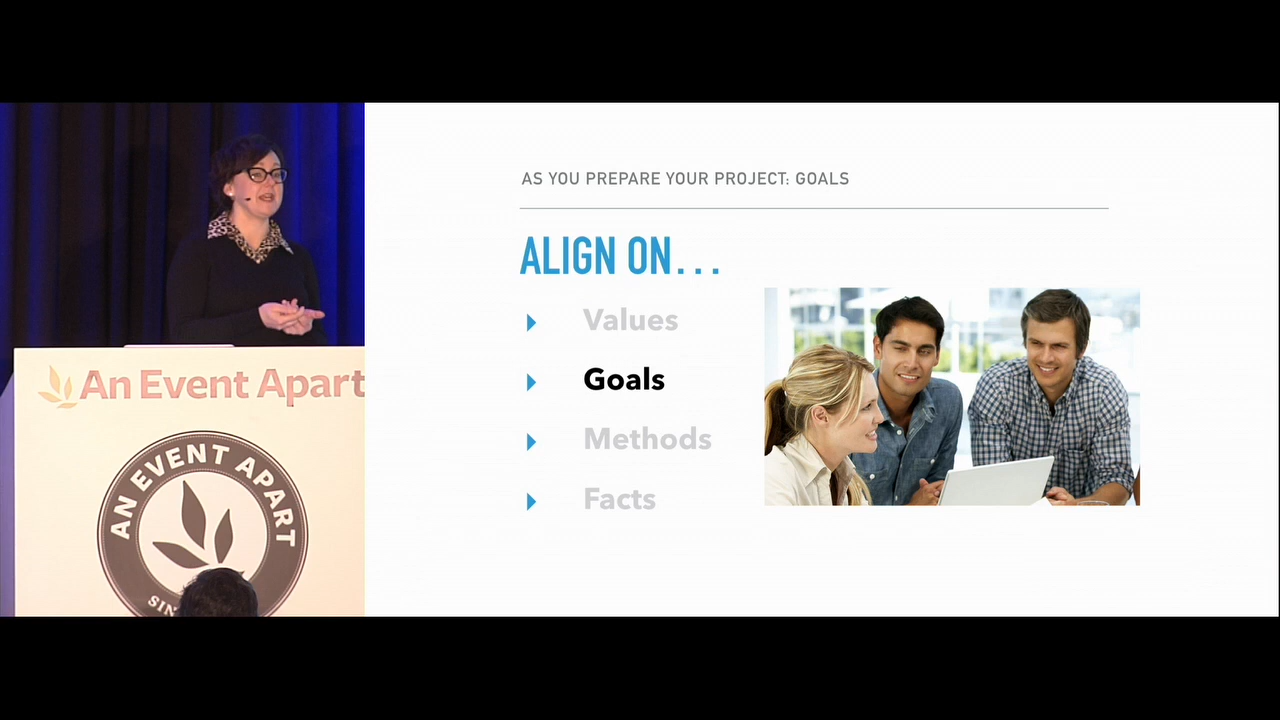 AS YOU PREPARE YOUR PROJECT: GOALS
ALIGN ON...
Values
Goals
Methods
Facts
An Event Apart
AN EVENT APART